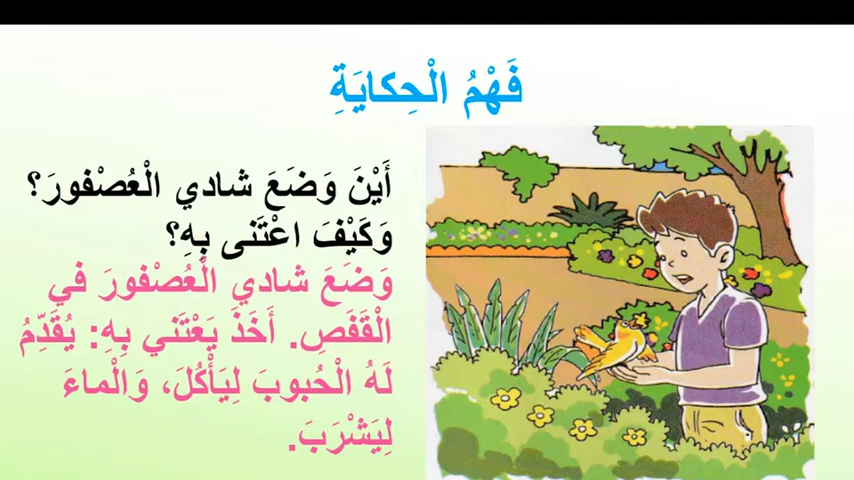 فَهْمُ الْحِكايَةِ
أَيْنَ وَضَعَ شادي الْعُصْفورَ؟
وَكَيْفَ اعْتَنى بِهِ؟
وَضَعَ شادي الْعُصْفورَ في
الْقَفَصِ. أَخَذَ يَعْتَني بِهِ: يُقَدِّمُ
لَهُ الْحُبوبَ لِيَأْكُلَ، وَالْماءَ
لِيَشْرَبَ.